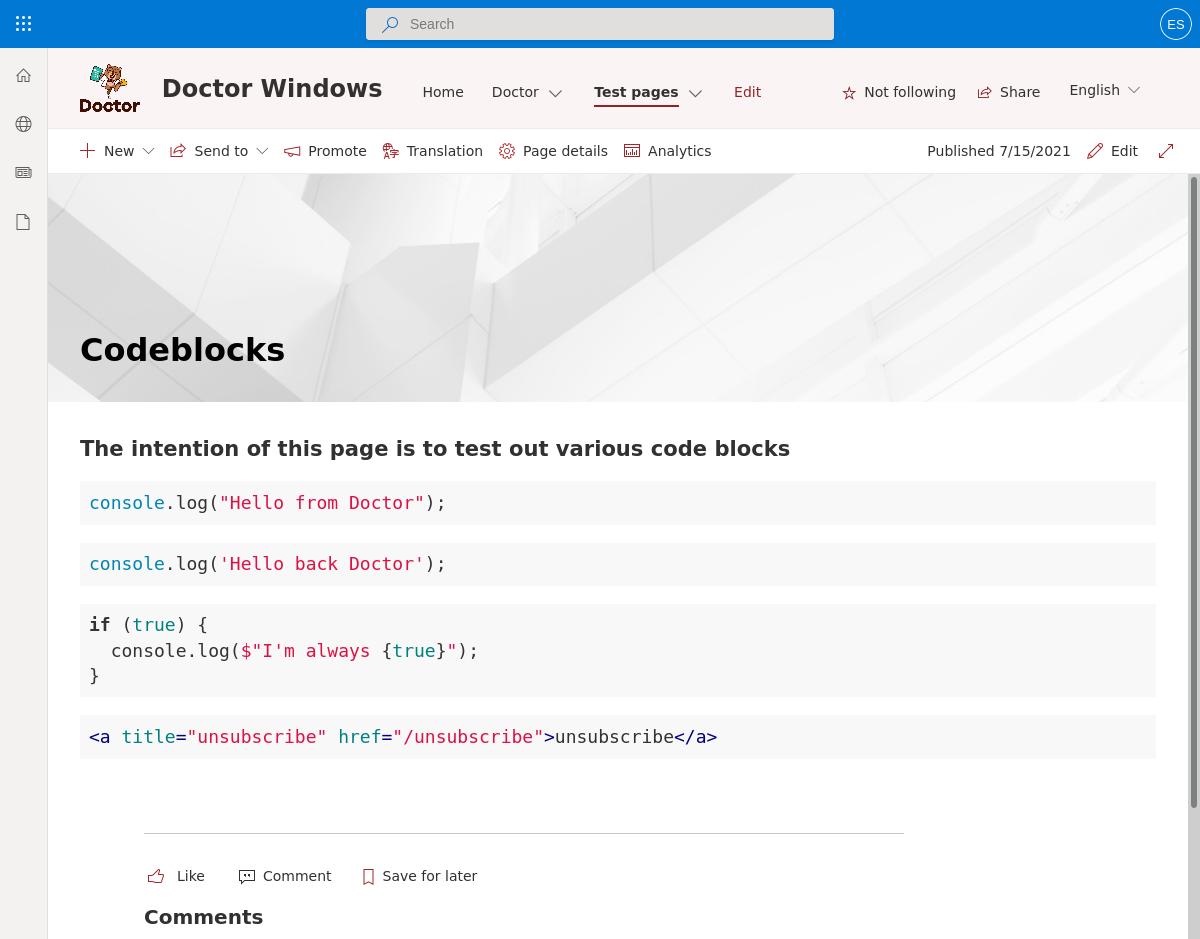 Search
ES
Doctor
Doctor Windows
Home Doctor Test pages Edit
Not following Share English
New Send to Promote Translation Page details Analytics
Published 7/15/2021 Edit
Codeblocks
The intention of this page is to test out various code blocks
console.log("Hello from Doctor");
console.log('Hello back Doctor');
if (true) {
  console.log($"I'm always {true}");
}
<a title="unsubscribe" href="/unsubscribe">unsubscribe</a>
Like Comment Save for later
Comments